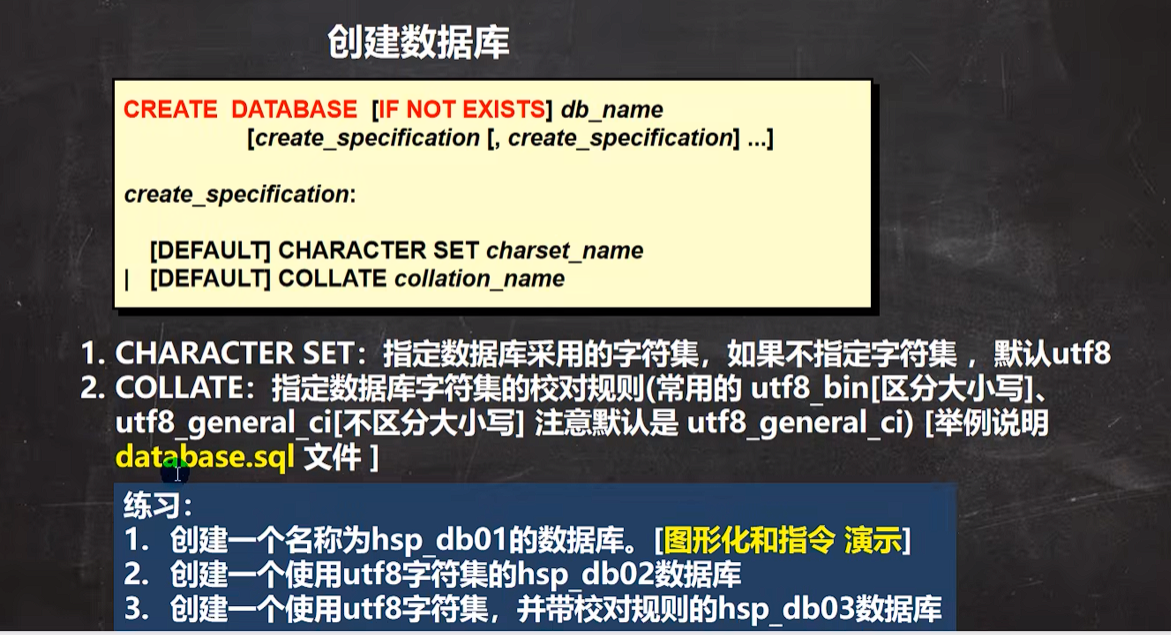 创建数据库
CREATE DATABASE [IF NOT EXISTS] db_name
[create_specification [, create_specification] ...]
create_specification:
[DEFAULT] CHARACTER SET charset_name
| [DEFAULT] COLLATE collation_name
1. CHARACTER SET：指定数据库采用的字符集，如果不指定字符集 ，默认utf8
2. COLLATE：指定数据库字符集的校对规则(常用的 utf8_bin[区分大小写]、
utf8_general_ci[不区分大小写] 注意默认是 utf8_general_ci) [举例说明
database.sql 文件 ]
练习：
1. 创建一个名称为hsp_db01的数据库。[图形化和指令 演示]
2. 创建一个使用utf8字符集的hsp_db02数据库
3. 创建一个使用utf8字符集，并带校对规则的hsp_db03数据库